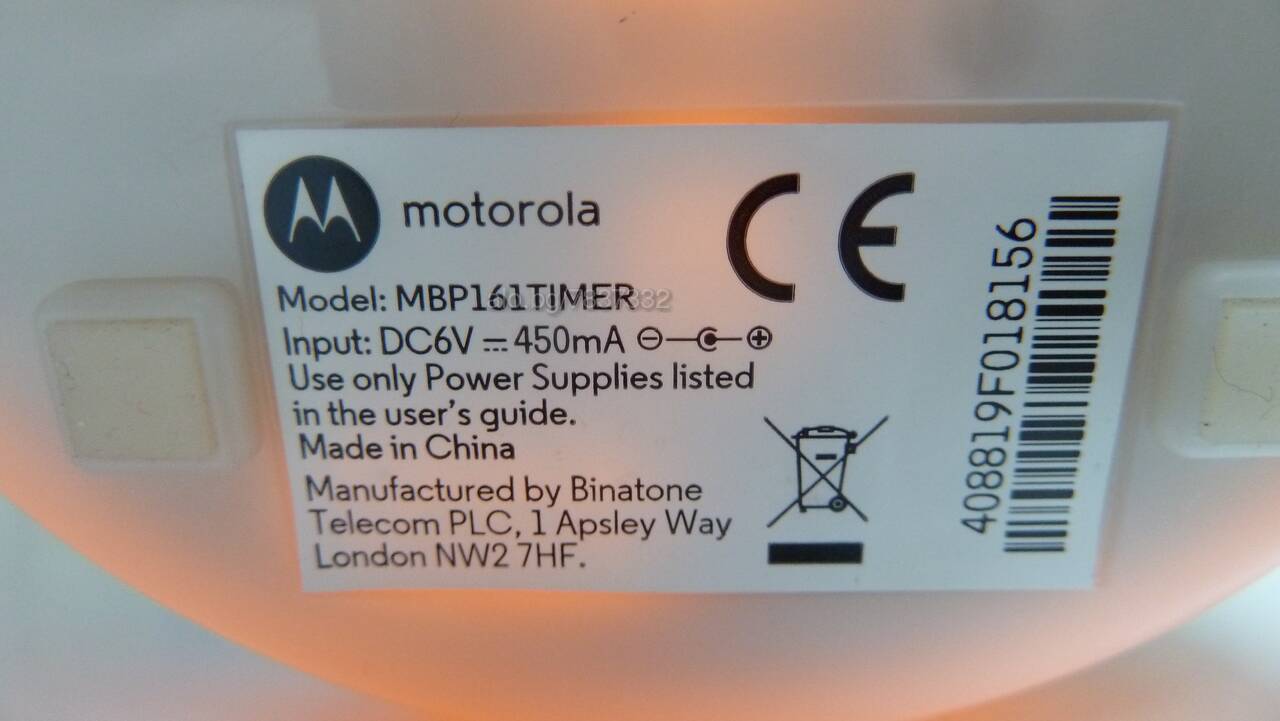 motorola
CE
Model: MBP161TIMER
Input: DC6V ⎓ 450mA
Use only Power Supplies listed
in the user's guide.
Made in China
Manufactured by Binatone
Telecom PLC, 1 Apsley Way
London NW2 7HF.
408819F018156